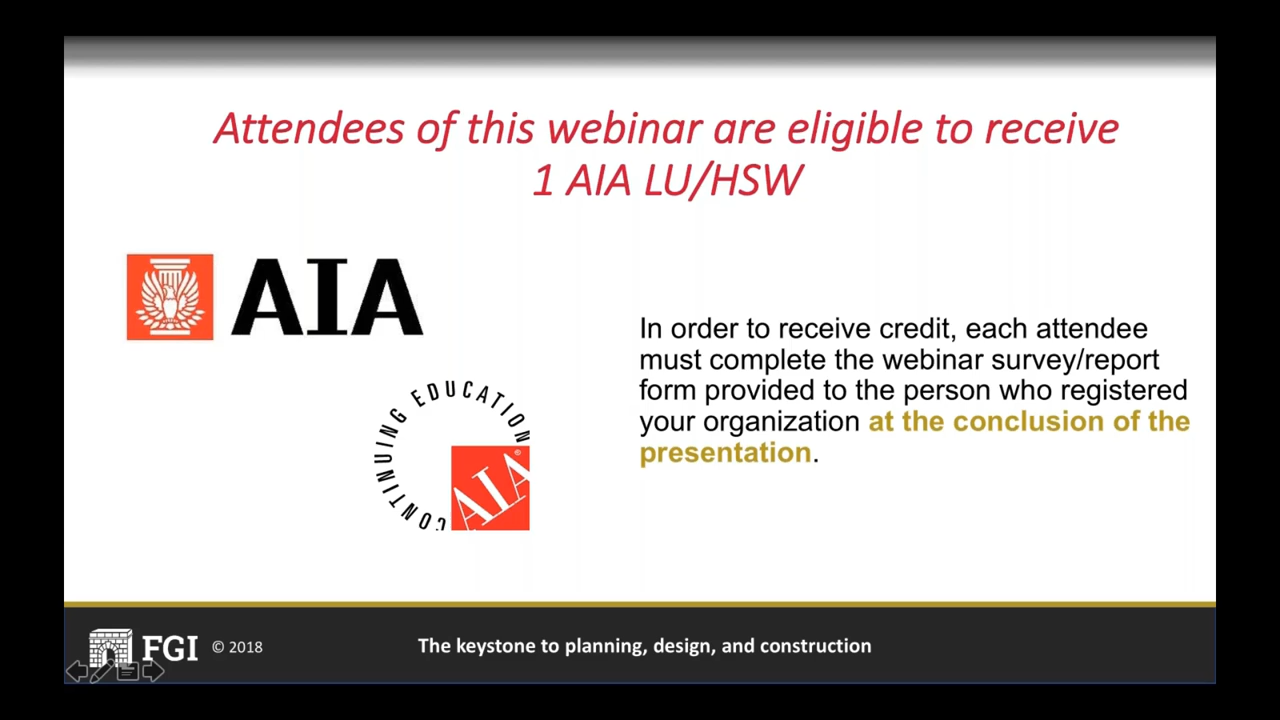 Attendees of this webinar are eligible to receive
1 AIA LU/HSW
AIA
CONTINUING EDUCATION
AIA®
In order to receive credit, each attendee
must complete the webinar survey/report
form provided to the person who registered
your organization at the conclusion of the
presentation.
FGI © 2018
The keystone to planning, design, and construction